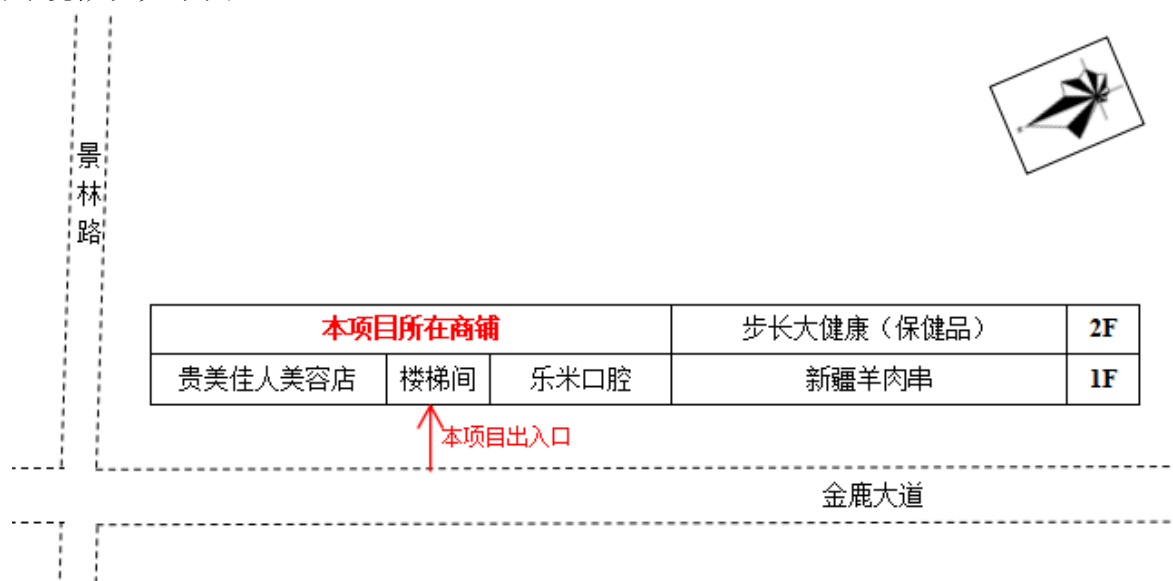 景林路
本项目所在商铺 步长大健康（保健品） 2F
贵美佳人美容店 楼梯间 乐米口腔 新疆羊肉串 1F
本项目出入口
金鹿大道